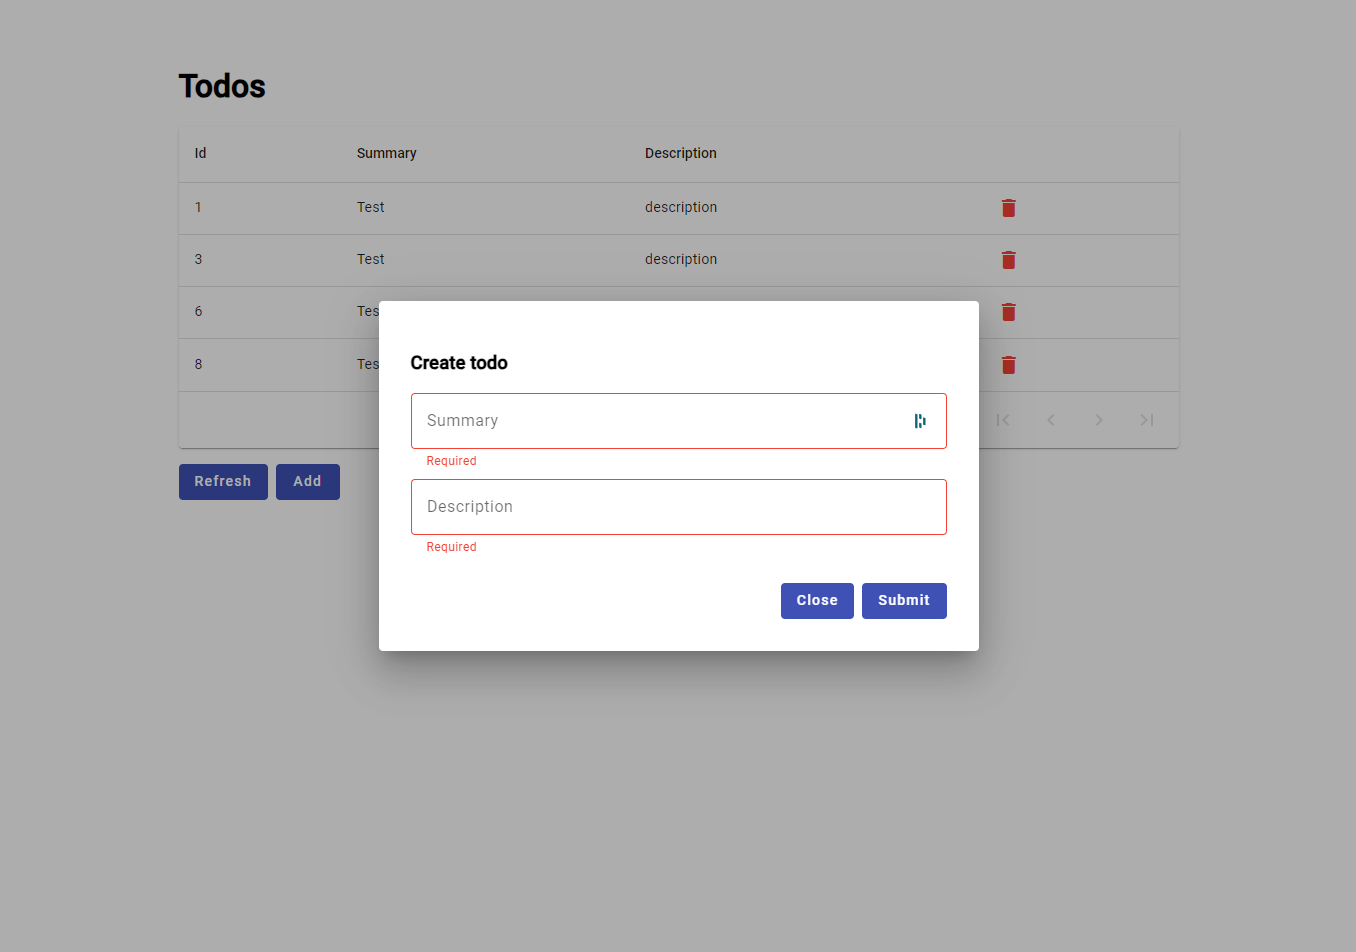 Todos
Id Summary Description
1 Test description
3 Test description
6 Tes
8 Tes
Refresh Add
Create todo
Summary
Required
Description
Required
Close Submit